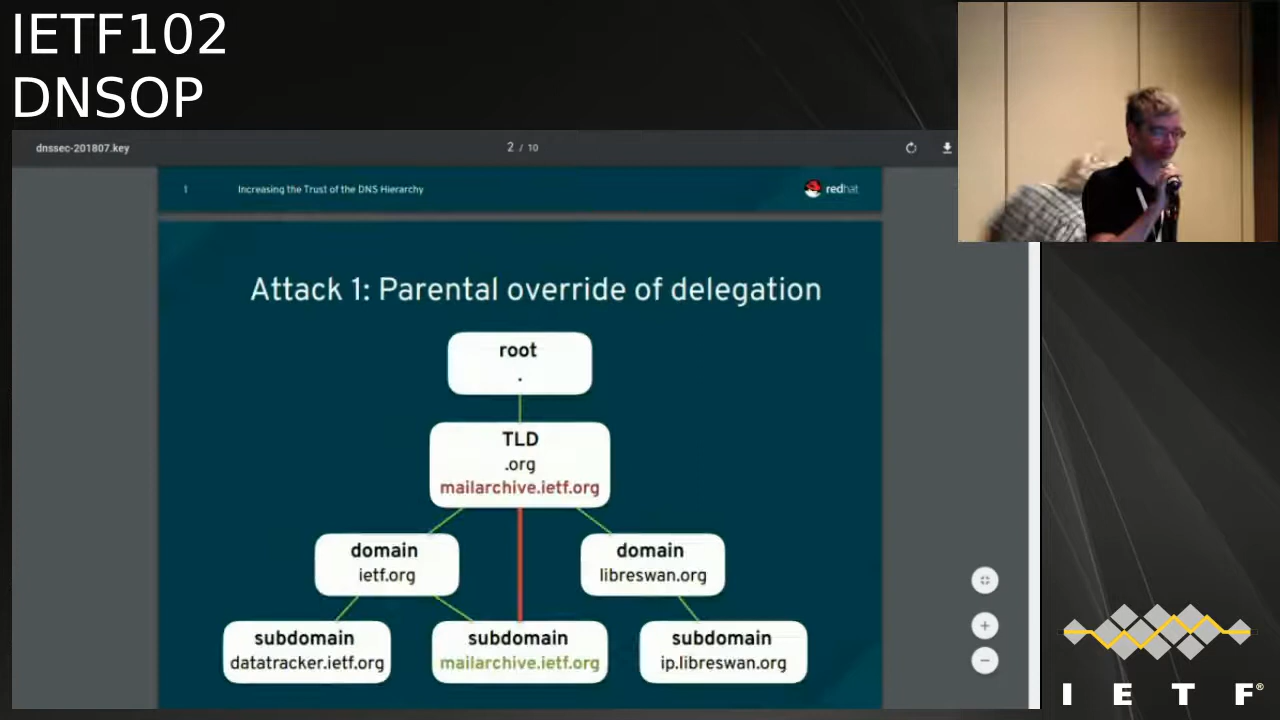 IETF102
DNSOP
dnssec-201807.key
2 / 10
1
Increasing the Trust of the DNS Hierarchy
redhat
Attack 1: Parental override of delegation
root
.
TLD
.org
mailarchive.ietf.org
domain
ietf.org
domain
libreswan.org
subdomain
datatracker.ietf.org
subdomain
mailarchive.ietf.org
subdomain
ip.libreswan.org
I E T F®